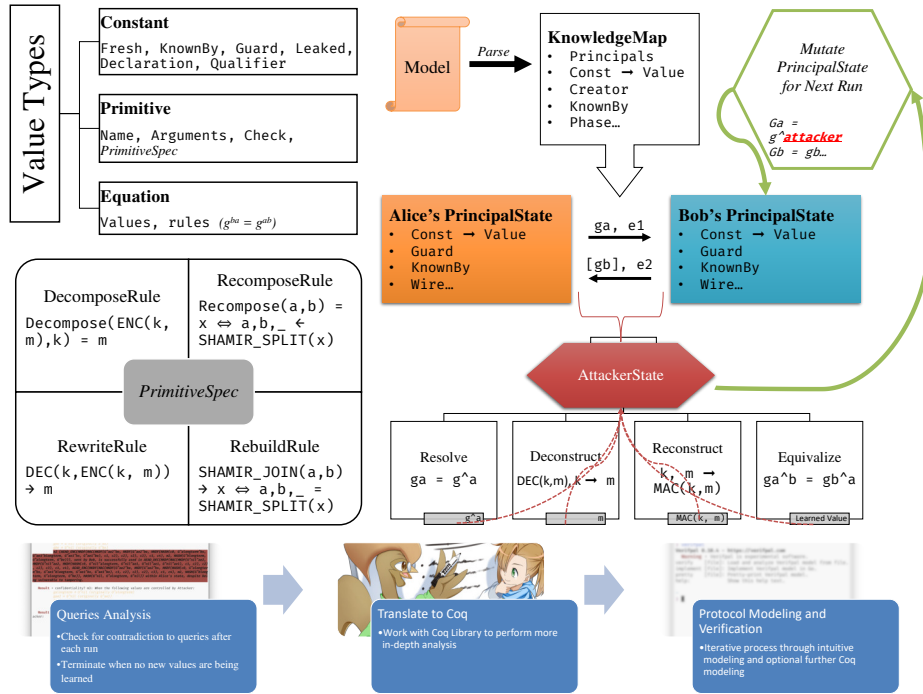 Value Types
Constant
Fresh, KnownBy, Guard, Leaked,
Declaration, Qualifier
Primitive
Name, Arguments, Check,
PrimitiveSpec
Equation
Values, rules (g^ba = g^ab)
Model
Parse
KnowledgeMap
• Principals
• Const → Value
• Creator
• KnownBy
• Phase…
Mutate
PrincipalState
for Next Run
Ga =
g^attacker
Gb = gb…
Alice's PrincipalState
• Const → Value
• Guard
• KnownBy
• Wire…
ga, e1
[gb], e2
Bob's PrincipalState
• Const → Value
• Guard
• KnownBy
• Wire…
DecomposeRule
Decompose(ENC(k,
m),k) = m
RecomposeRule
Recompose(a,b) =
x ⇔ a,b,_ ←
SHAMIR_SPLIT(x)
PrimitiveSpec
RewriteRule
DEC(k,ENC(k, m))
→ m
RebuildRule
SHAMIR_JOIN(a,b)
→ x ⇔ a,b,_ =
SHAMIR_SPLIT(x)
AttackerState
Resolve
ga = g^a
g^a
Deconstruct
DEC(k,m), k → m
m
Reconstruct
k, m →
MAC(k,m)
MAC(k, m)
Equivalize
ga^b = gb^a
Learned Value
Queries Analysis
• Check for contradiction to queries after
each run
• Terminate when no new values are being
learned
Translate to Coq
• Work with Coq Library to perform more
in-depth analysis
Protocol Modeling and
Verification
• Iterative process through intuitive
modeling and optional further Coq
modeling